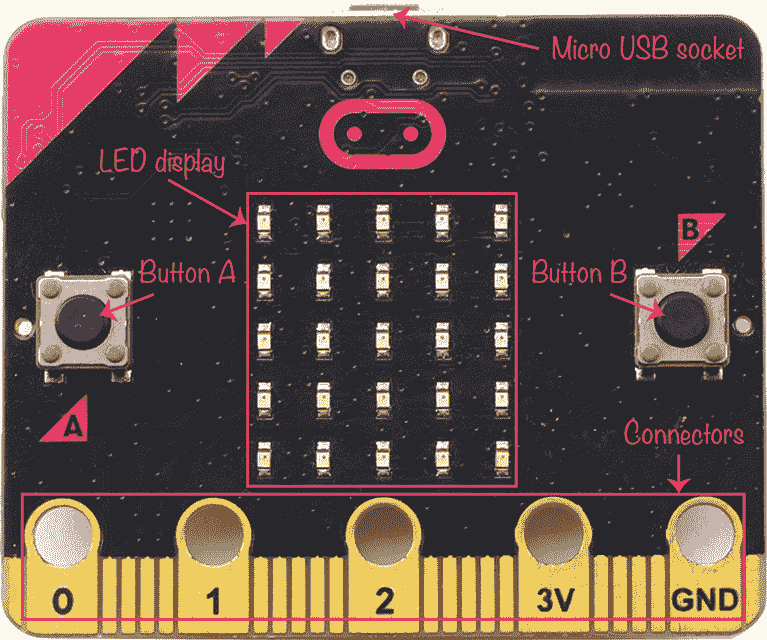 Micro USB socket
LED display
B
Button A
Button B
A
Connectors
0 1 2 3V GND